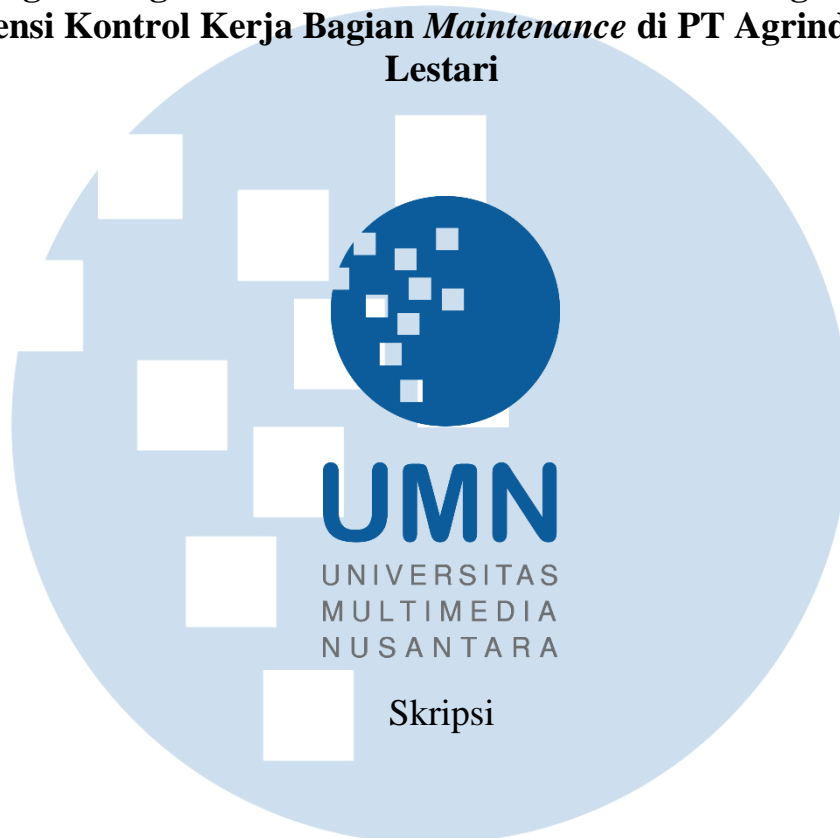 ensi Kontrol Kerja Bagian Maintenance di PT Agrind
Lestari
UMN
UNIVERSITAS
MULTIMEDIA
NUSANTARA
Skripsi